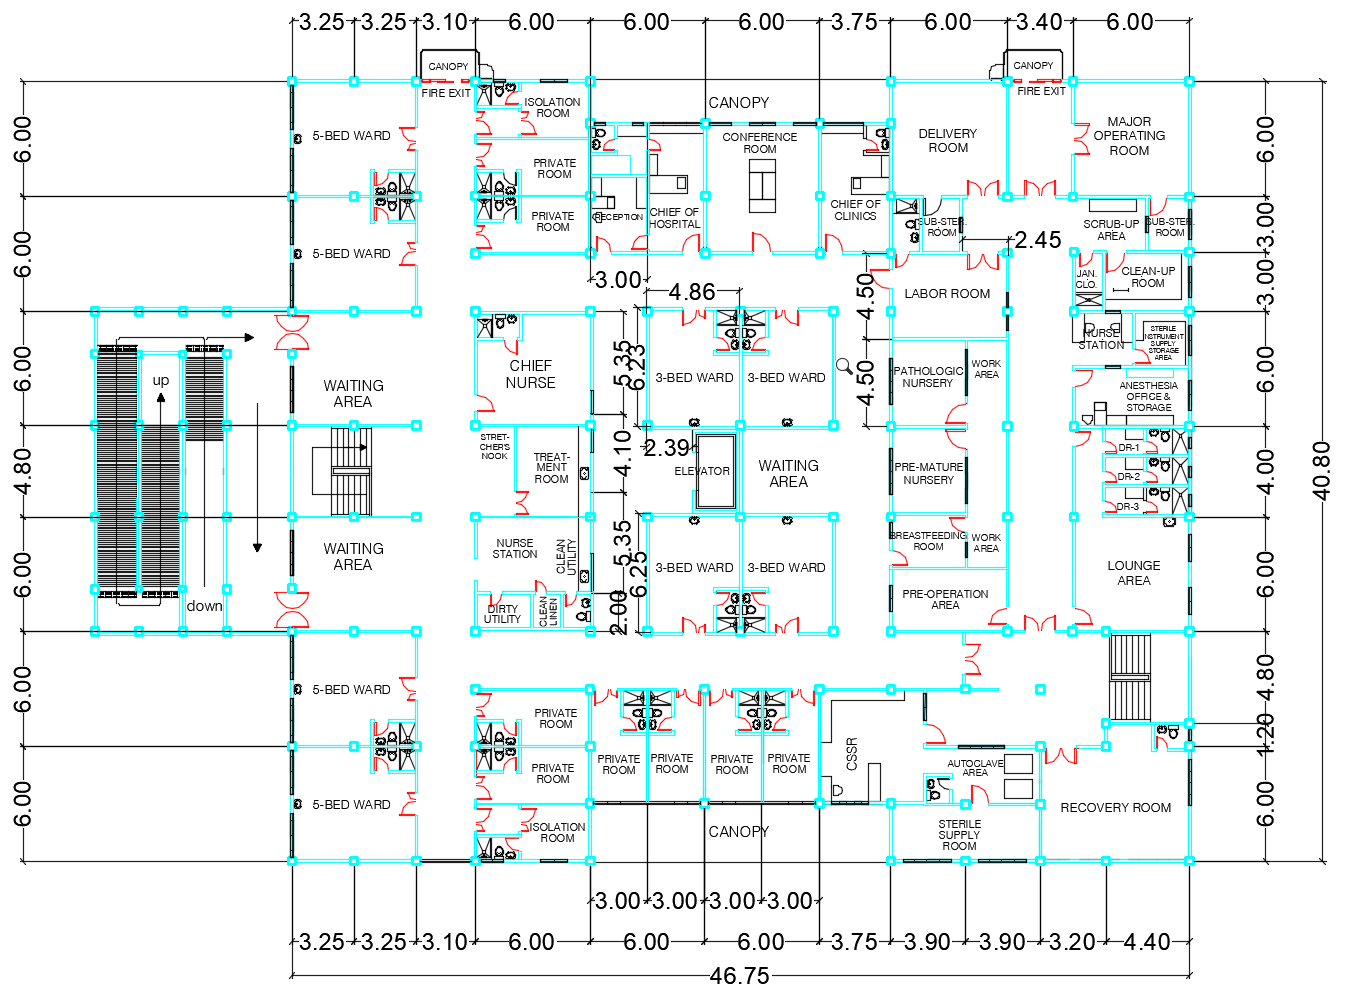 3.25
3.25
3.10
6.00
6.00
6.00
3.75
6.00
3.40
6.00
CANOPY
CANOPY
FIRE EXIT
FIRE EXIT
ISOLATION
ROOM
CANOPY
5-BED WARD
CONFERENCE
ROOM
DELIVERY
ROOM
MAJOR
OPERATING
ROOM
6.00
6.00
PRIVATE
ROOM
PRIVATE
ROOM
RECEPTION
CHIEF OF
HOSPITAL
CHIEF OF
CLINICS
SUB-STER.
ROOM
SCRUB-UP
AREA
SUB-STER.
ROOM
3.00
2.45
5-BED WARD
6.00
3.00
4.86
4.50
LABOR ROOM
JAN.
CLO.
CLEAN-UP
ROOM
3.00
up
WAITING
AREA
CHIEF
NURSE
5.35
6.23
3-BED WARD
3-BED WARD
4.50
PATHOLOGIC
NURSERY
WORK
AREA
NURSE
STATION
STERILE
INSTRUMENT
SUPPLY
STORAGE
AREA
ANESTHESIA
OFFICE &
STORAGE
6.00
6.00
STRET-
CHER'S
NOOK
TREAT-
MENT
ROOM
4.10
2.39
ELEVATOR
WAITING
AREA
PRE-MATURE
NURSERY
DR-1
DR-2
DR-3
4.80
4.00
40.80
WAITING
AREA
NURSE
STATION
CLEAN
UTILITY
5.35
6.25
3-BED WARD
3-BED WARD
BREASTFEEDING
ROOM
WORK
AREA
LOUNGE
AREA
6.00
6.00
down
DIRTY
UTILITY
CLEAN
LINEN
2.00
PRE-OPERATION
AREA
5-BED WARD
6.00
4.80
PRIVATE
ROOM
1.20
PRIVATE
ROOM
PRIVATE
ROOM
PRIVATE
ROOM
PRIVATE
ROOM
PRIVATE
ROOM
CSSR
AUTOCLAVE
AREA
5-BED WARD
6.00
RECOVERY ROOM
6.00
ISOLATION
ROOM
CANOPY
STERILE
SUPPLY
ROOM
3.00
3.00
3.00
3.00
3.25
3.25
3.10
6.00
6.00
6.00
3.75
3.90
3.90
3.20
4.40
46.75